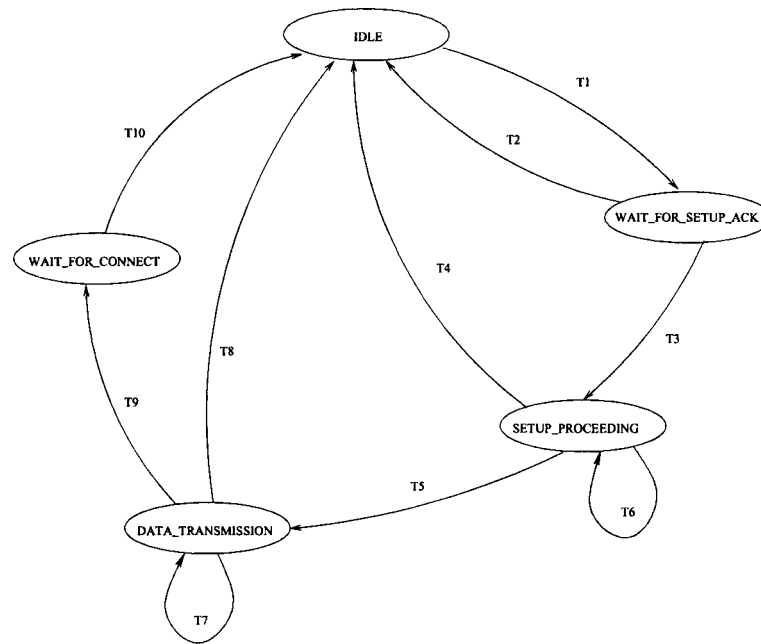 IDLE
T1
T10
T2
WAIT_FOR_SETUP_ACK
WAIT_FOR_CONNECT
T4
T3
T8
T9
SETUP_PROCEEDING
T5
T6
DATA_TRANSMISSION
T7